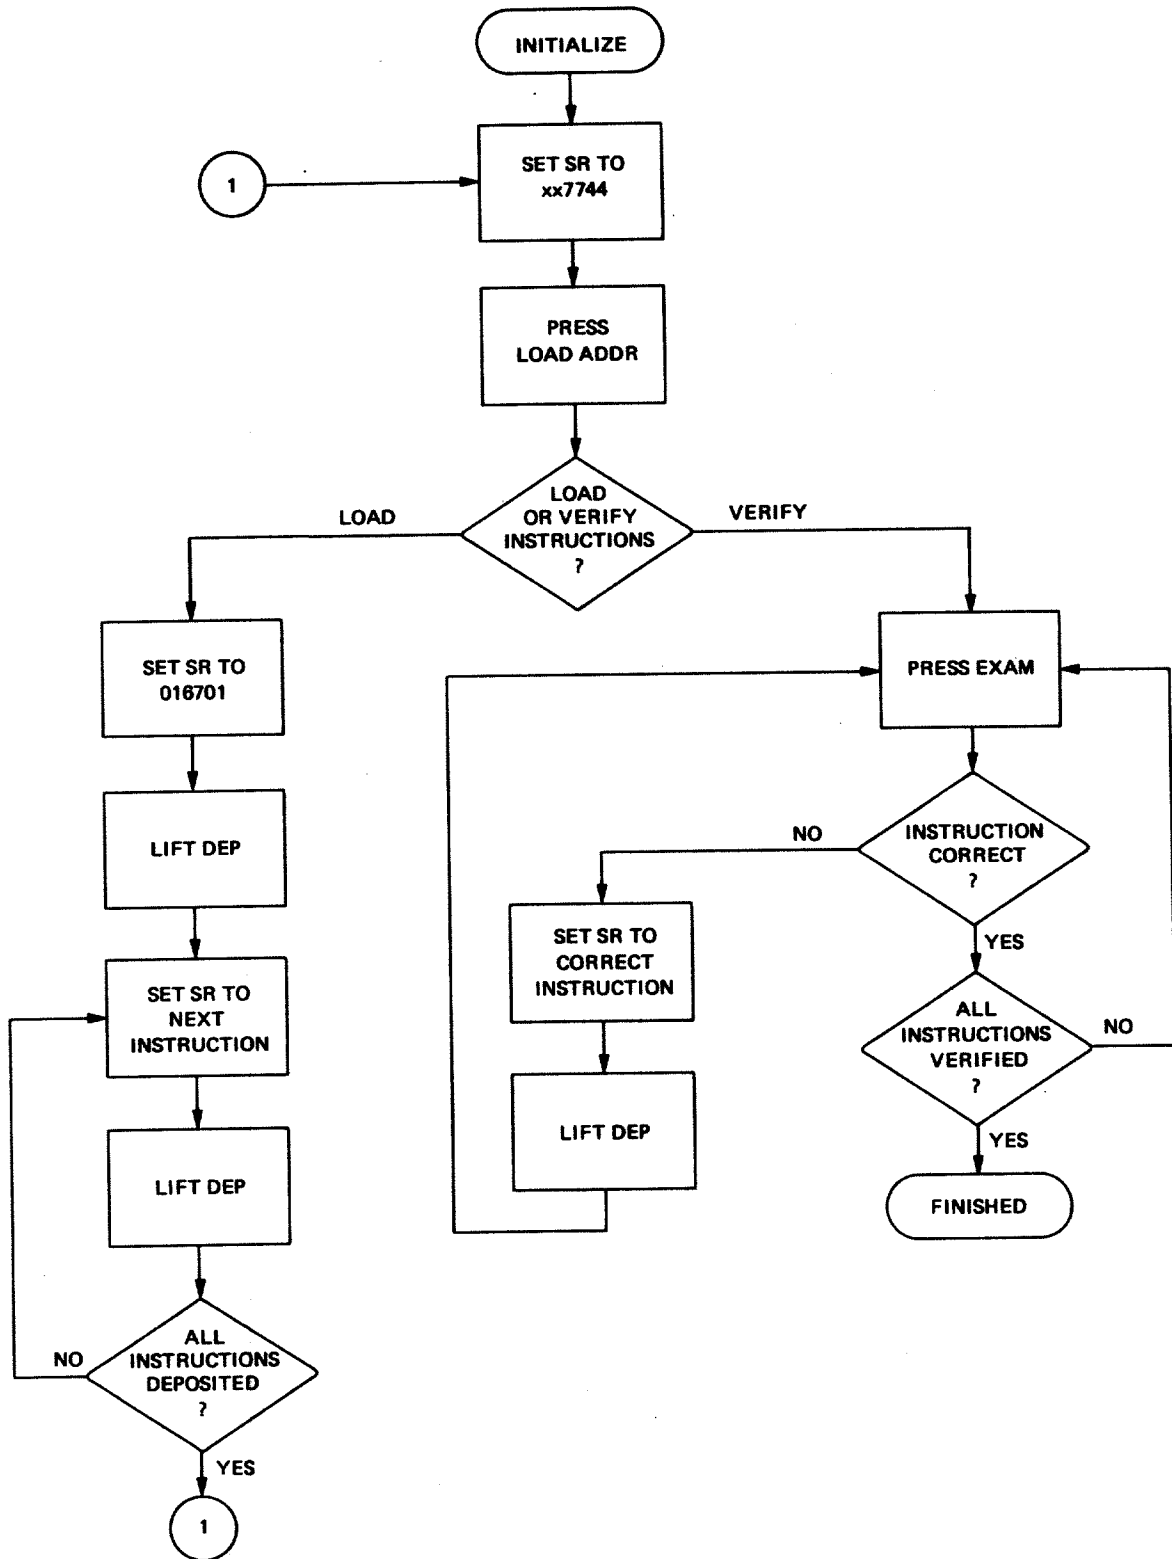 INITIALIZE
SET SR TO
xx7744
1
PRESS
LOAD ADDR
LOAD
OR VERIFY
INSTRUCTIONS
?
LOAD
VERIFY
SET SR TO
016701
LIFT DEP
SET SR TO
NEXT
INSTRUCTION
LIFT DEP
ALL
INSTRUCTIONS
DEPOSITED
?
NO
YES
1
PRESS EXAM
INSTRUCTION
CORRECT
?
NO
YES
SET SR TO
CORRECT
INSTRUCTION
LIFT DEP
ALL
INSTRUCTIONS
VERIFIED
?
NO
YES
FINISHED